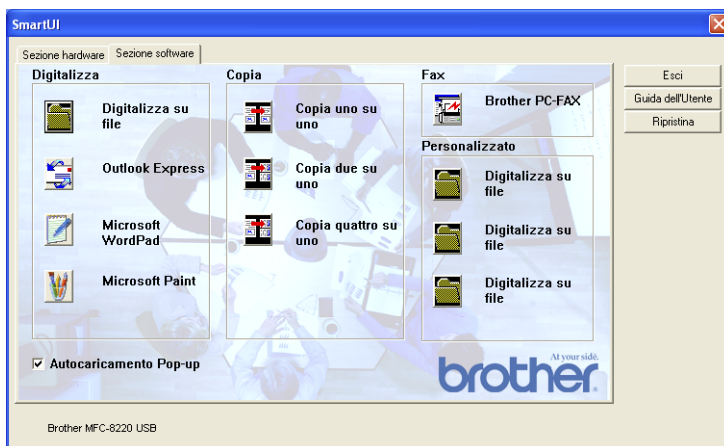 SmartUI
Sezione hardware
Sezione software
Digitalizza
Digitalizza su
file
Outlook Express
Microsoft
WordPad
Microsoft Paint
Copia
Copia uno su
uno
Copia due su
uno
Copia quattro su
uno
Fax
Brother PC-FAX
Personalizzato
Digitalizza su
file
Digitalizza su
file
Digitalizza su
file
Esci
Guida dell'Utente
Ripristina
Autocaricamento Pop-up
At your side.
brother
Brother MFC-8220 USB